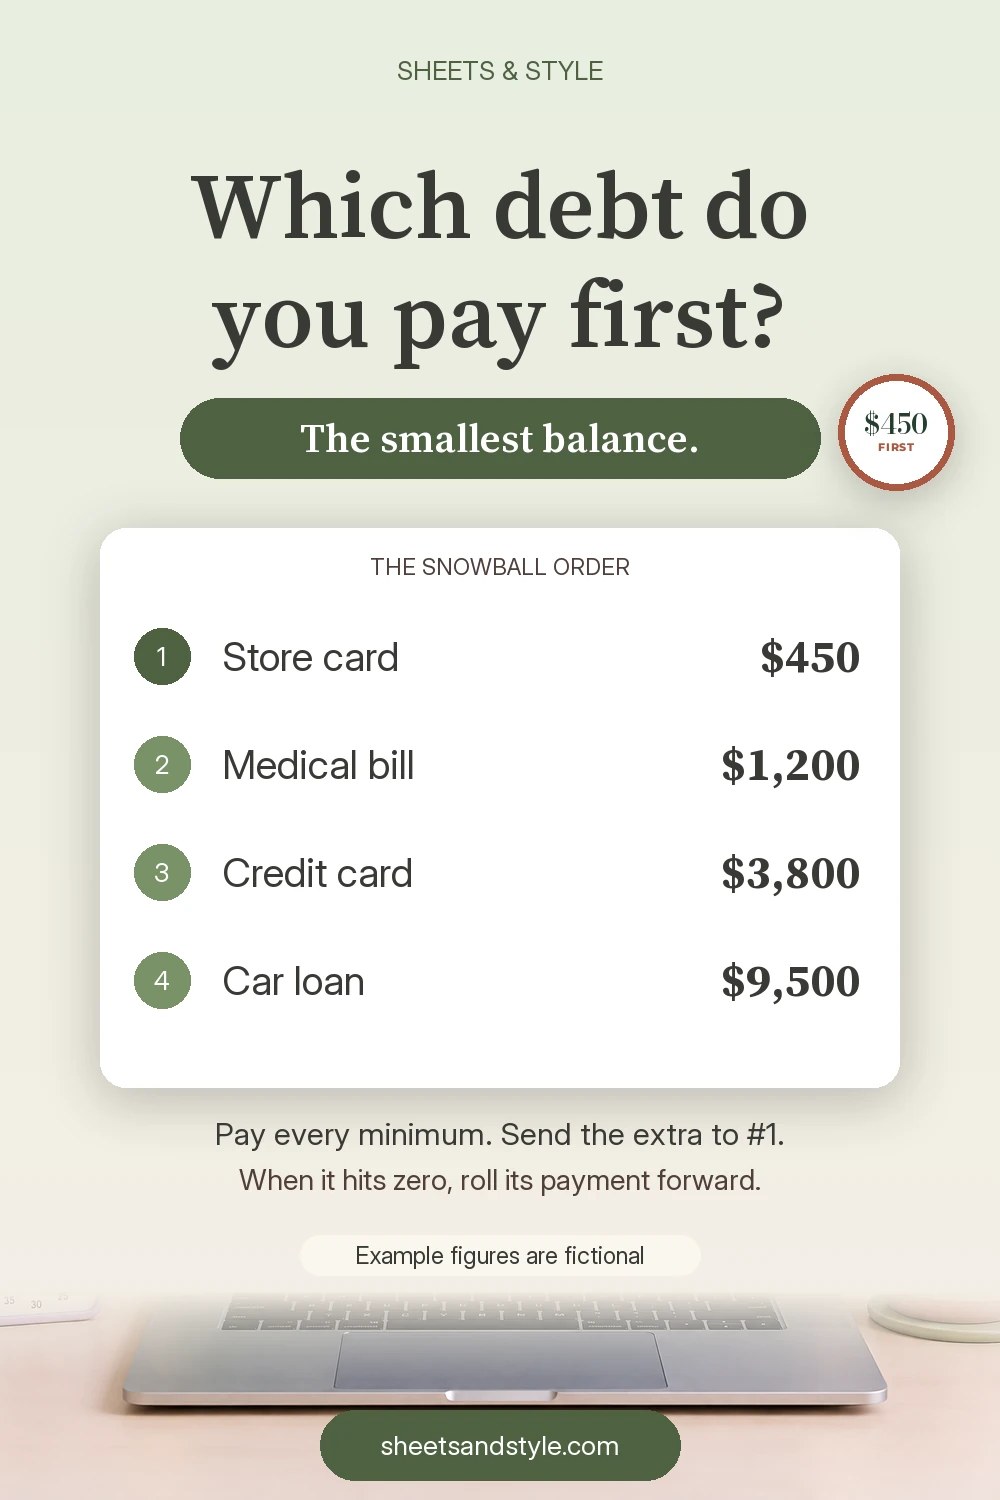 SHEETS & STYLE
Which debt do
you pay first?
The smallest balance.
$450
FIRST
THE SNOWBALL ORDER
1 Store card $450
2 Medical bill $1,200
3 Credit card $3,800
4 Car loan $9,500
Pay every minimum. Send the extra to #1.
When it hits zero, roll its payment forward.
Example figures are fictional
30
sheetsandstyle.com